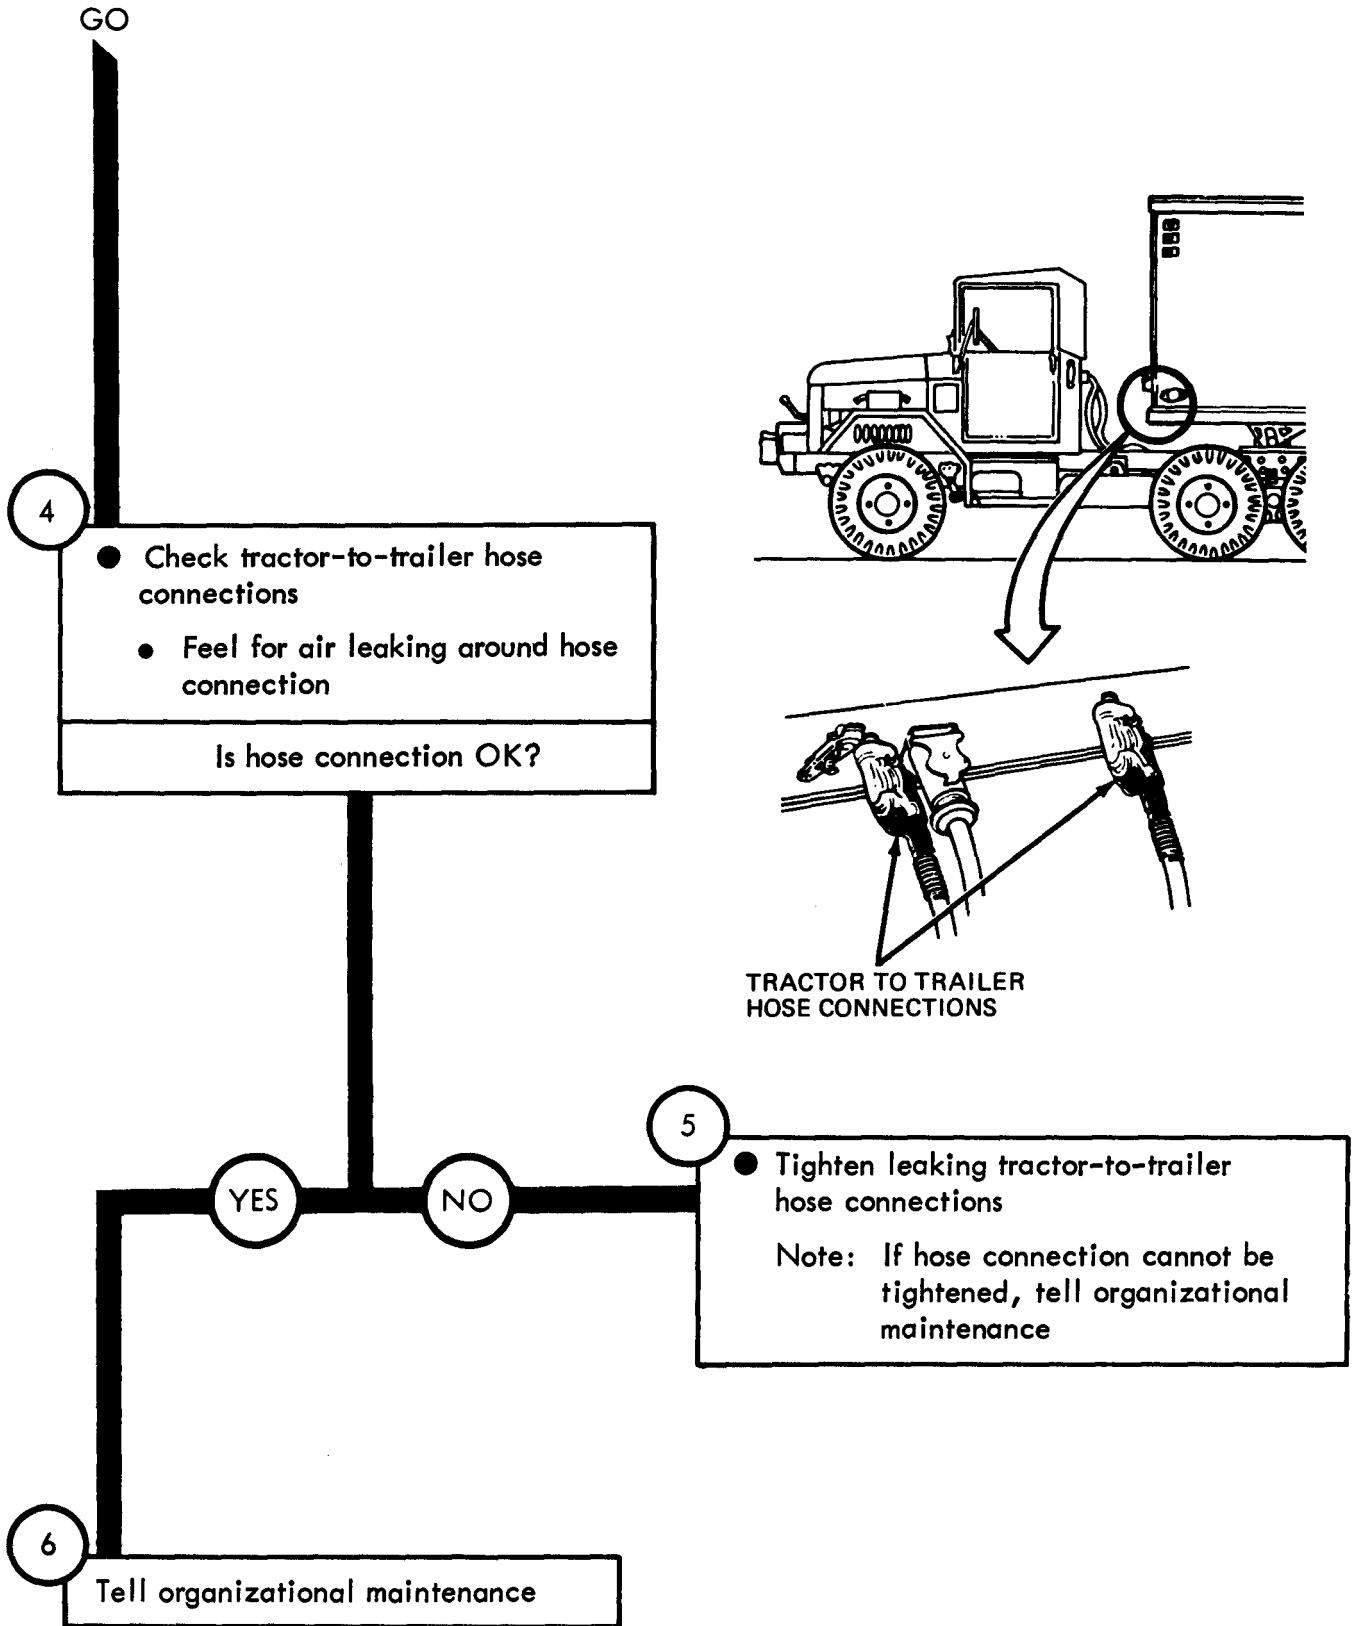 GO
4
● Check tractor-to-trailer hose
connections
● Feel for air leaking around hose
connection
Is hose connection OK?
TRACTOR TO TRAILER
HOSE CONNECTIONS
YES
NO
5
● Tighten leaking tractor-to-trailer
hose connections
Note: If hose connection cannot be
tightened, tell organizational
maintenance
6
Tell organizational maintenance